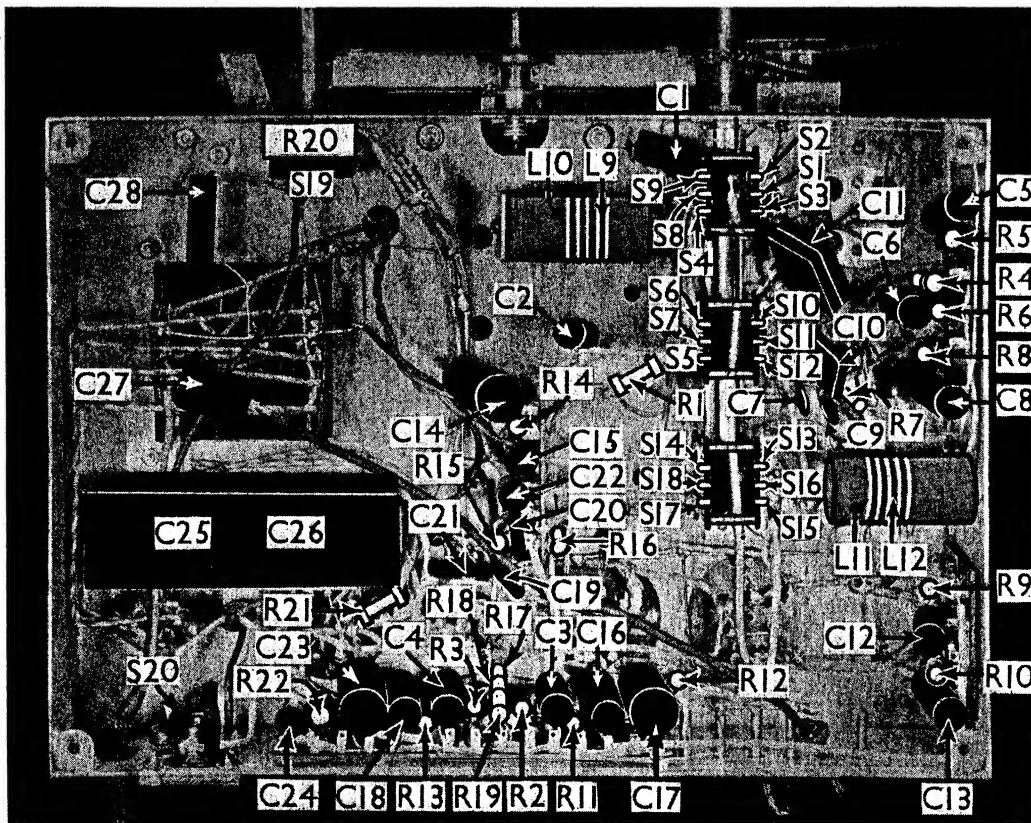 C1
S2
R20
L10
L9
S1
S19
S9
S3
C5
C28
C11
S8
C6
R5
S4
R4
S6
S10
C2
S7
S11
C10
R6
S5
S12
R8
C27
R14
R1
C7
C8
C14
C9
R7
C15
S14
S13
R15
C22
S18
S16
C25
C26
C21
C20
S17
S15
R16
L11
L12
R18
R17
C19
R9
R21
C23
C4
R3
C3
C16
C12
S20
R22
R12
R10
C24
C18
R13
R19
R2
R11
C17
C13